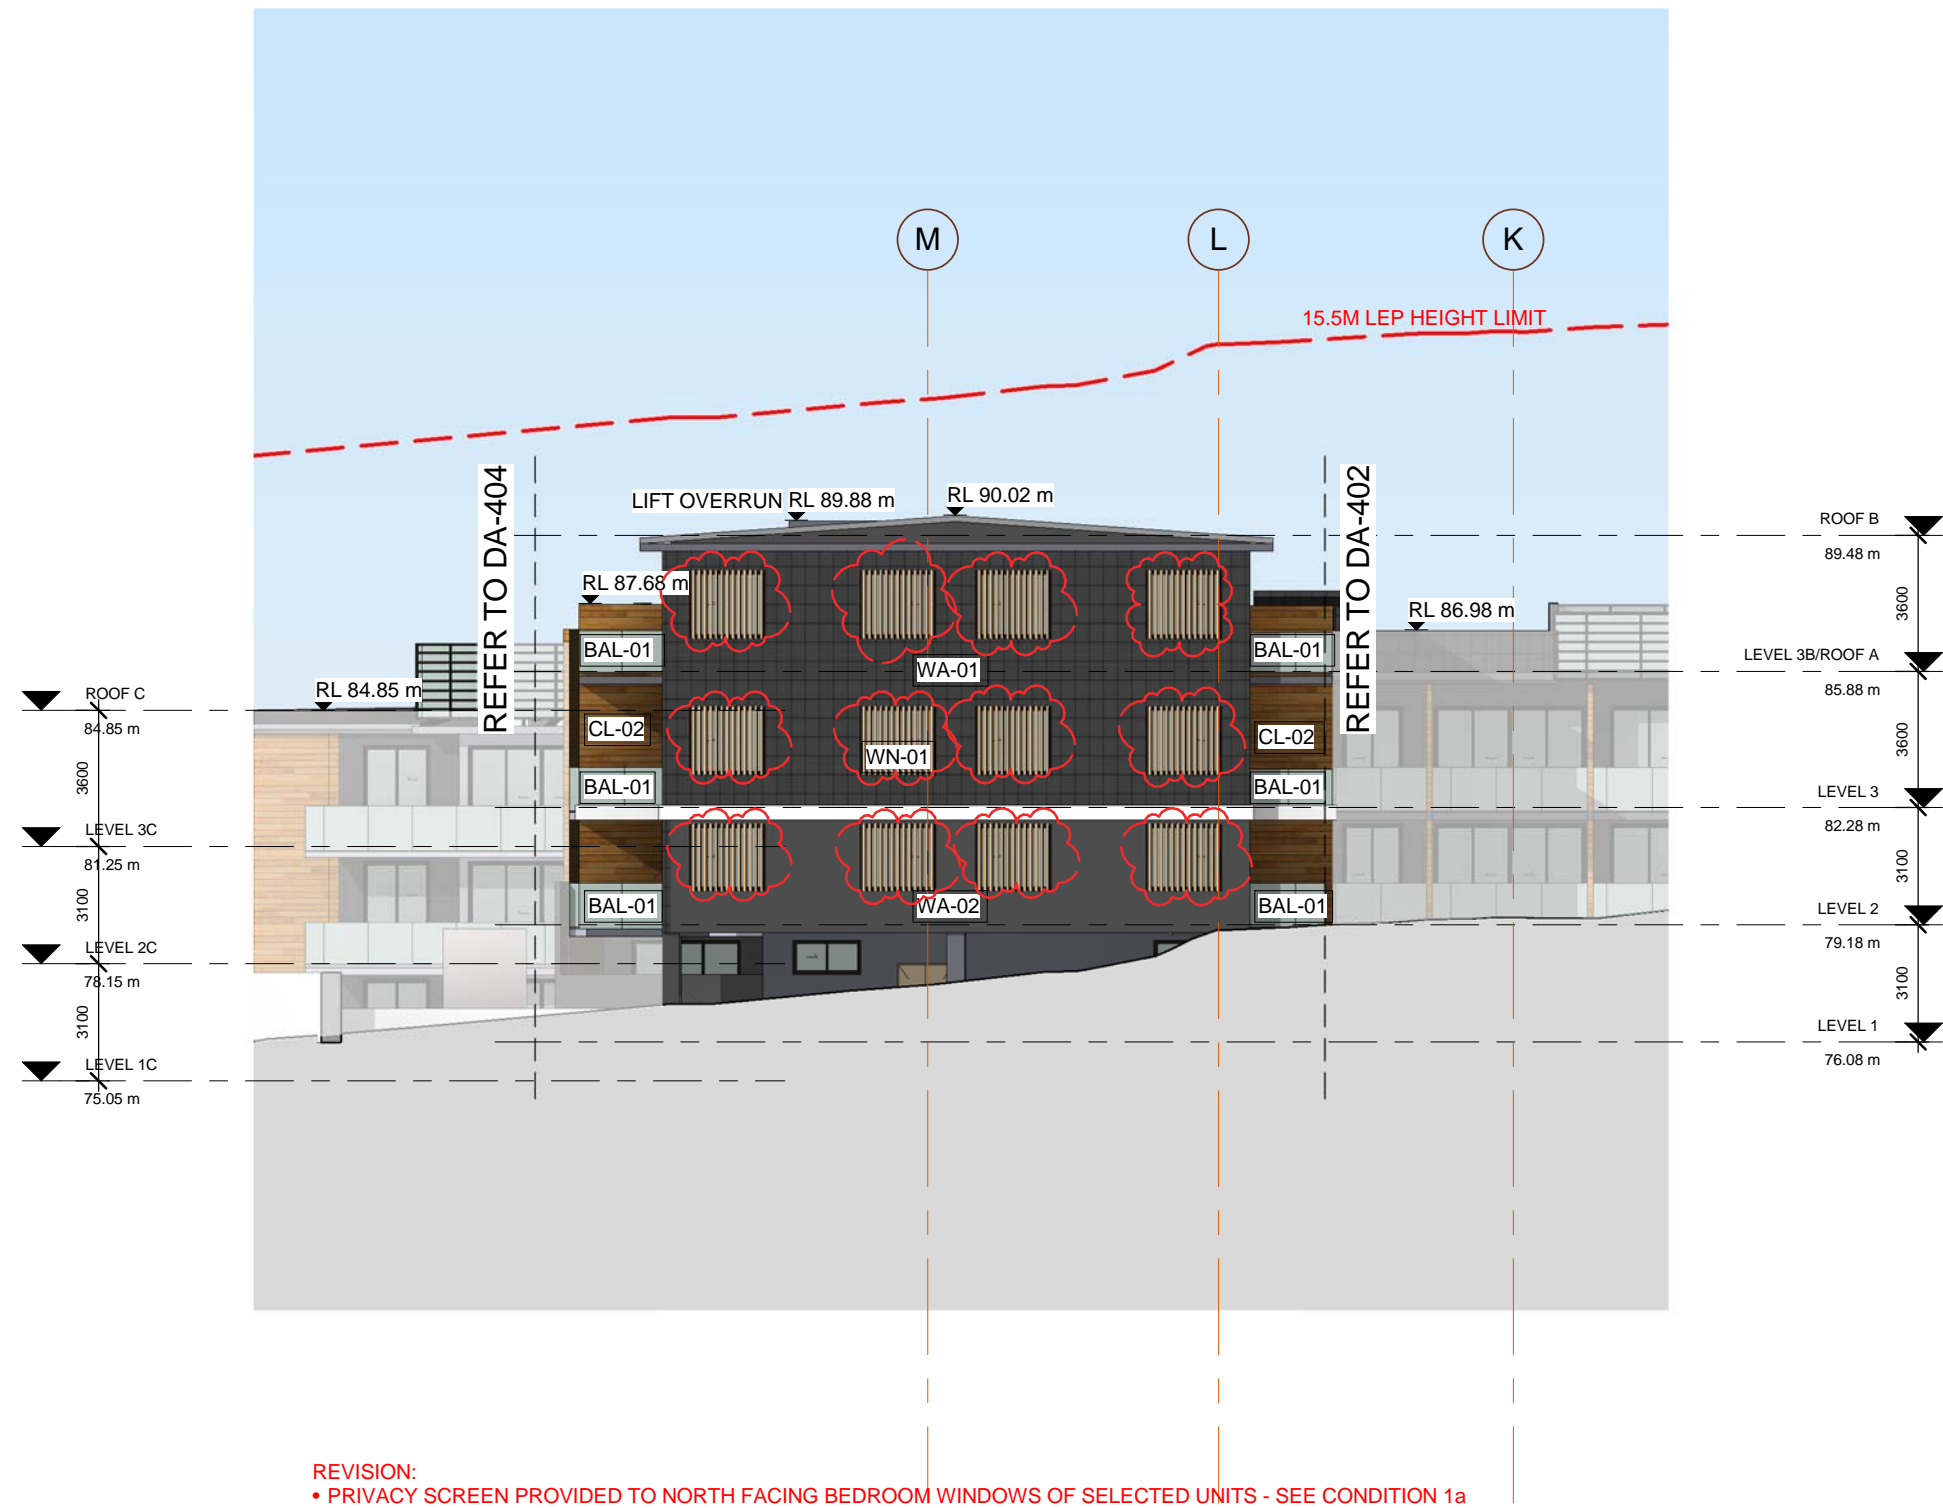 M
L
K
15.5M LEP HEIGHT LIMIT
REFER TO DA-404
LIFT OVERRUN
RL 89.88 m
RL 90.02 m
REFER TO DA-402
ROOF B
89.48 m
3600
RL 87.68 m
RL 86.98 m
BAL-01
BAL-01
WA-01
LEVEL 3B/ROOF A
85.88 m
RL 84.85 m
ROOF C
84.85 m
3600
CL-02
CL-02
WN-01
3600
BAL-01
BAL-01
LEVEL 3
82.28 m
LEVEL 3C
81.25 m
3100
3100
BAL-01
WA-02
BAL-01
LEVEL 2
79.18 m
LEVEL 2C
78.15 m
3100
3100
LEVEL 1
76.08 m
LEVEL 1C
75.05 m
REVISION:
• PRIVACY SCREEN PROVIDED TO NORTH FACING BEDROOM WINDOWS OF SELECTED UNITS - SEE CONDITION 1a